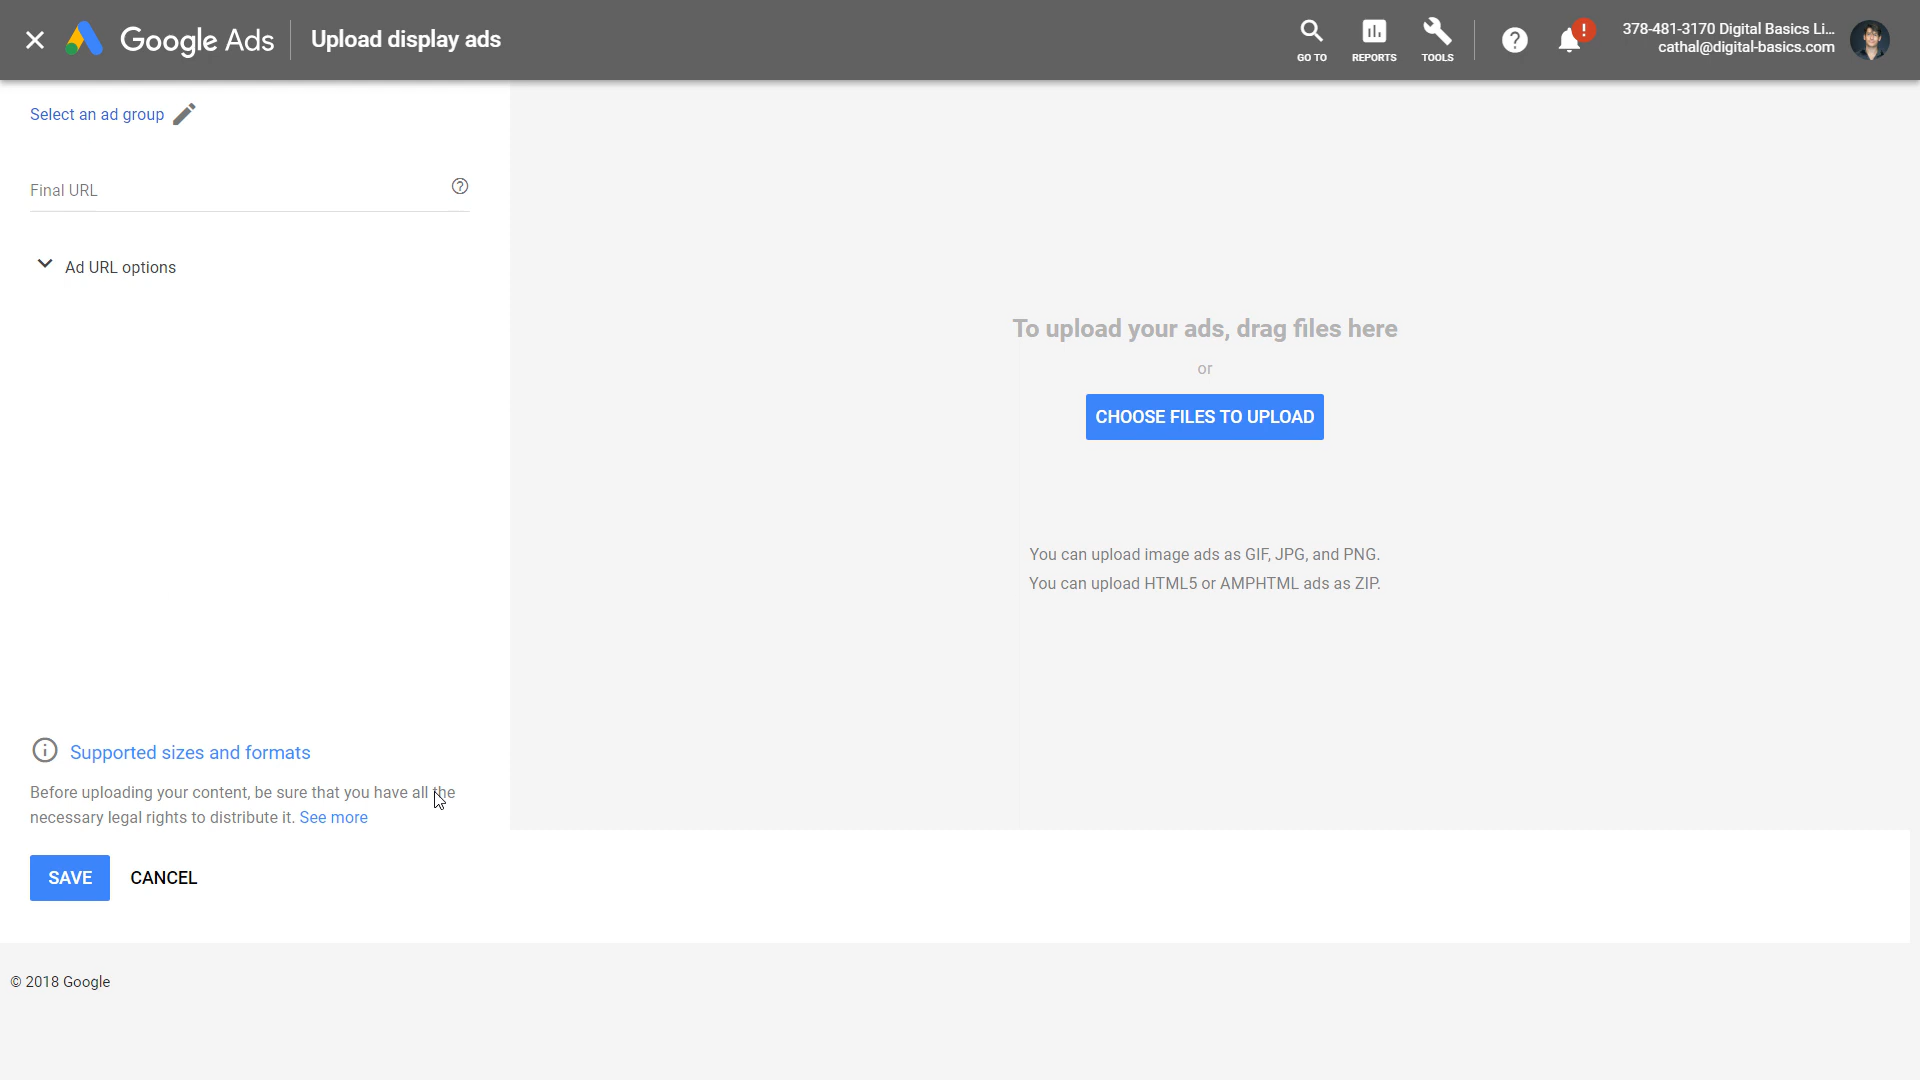 Google Ads
Upload display ads
GO TO
REPORTS
TOOLS
!
378-481-3170 Digital Basics Li...
cathal@digital-basics.com
Select an ad group
Final URL
Ad URL options
To upload your ads, drag files here
or
CHOOSE FILES TO UPLOAD
You can upload image ads as GIF, JPG, and PNG.
You can upload HTML5 or AMPHTML ads as ZIP.
Supported sizes and formats
Before uploading your content, be sure that you have all the
necessary legal rights to distribute it. See more
SAVE
CANCEL
© 2018 Google